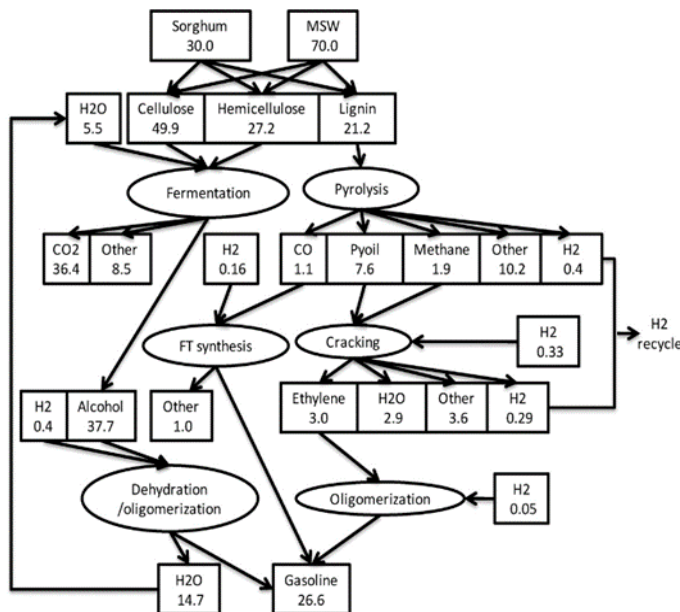 Sorghum
30.0
MSW
70.0
H2O
5.5
Cellulose
49.9
Hemicellulose
27.2
Lignin
21.2
Fermentation
Pyrolysis
CO2
36.4
Other
8.5
H2
0.16
CO
1.1
Pyoil
7.6
Methane
1.9
Other
10.2
H2
0.4
FT synthesis
Cracking
H2
0.33
H2
recycle
H2
0.4
Alcohol
37.7
Other
1.0
Ethylene
3.0
H2O
2.9
Other
3.6
H2
0.29
Dehydration
/oligomerization
Oligomerization
H2
0.05
H2O
14.7
Gasoline
26.6